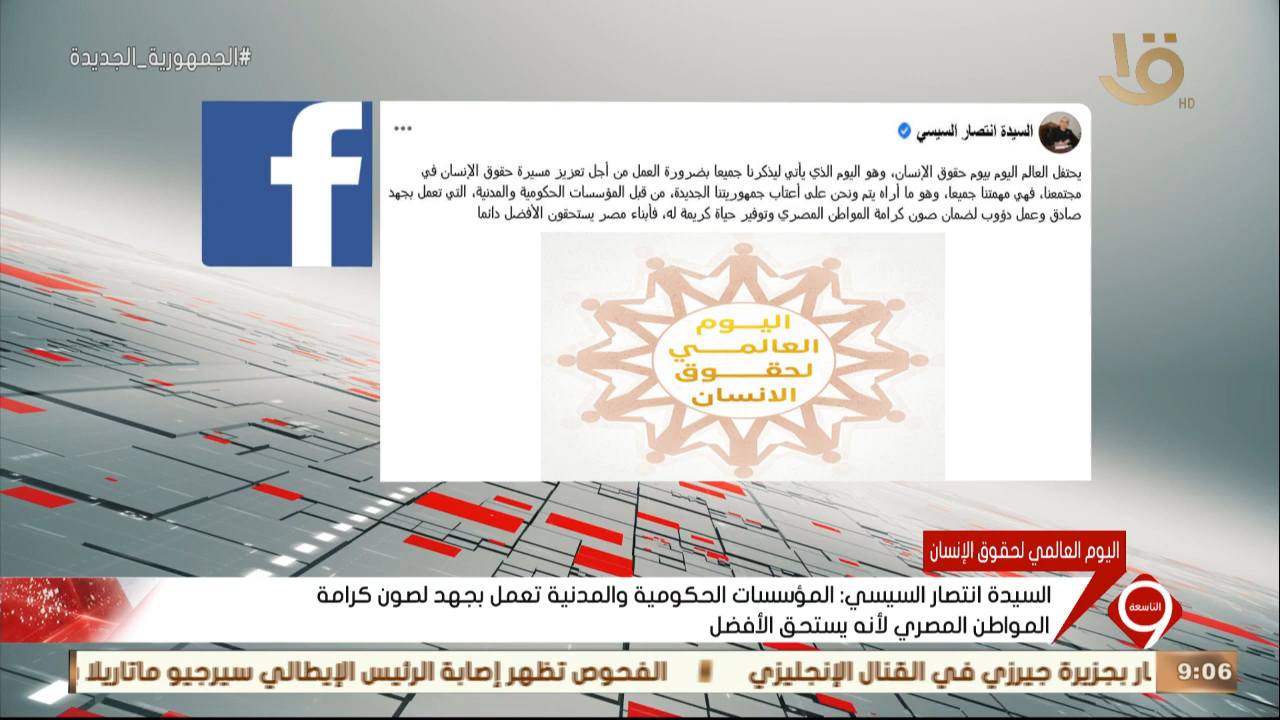 #الجمهورية_الجديدة
HD
السيدة انتصار السيسي
يحتفل العالم اليوم بيوم حقوق الإنسان، وهو اليوم الذي يأتي ليذكرنا جميعا بضرورة العمل من أجل تعزيز مسيرة حقوق الإنسان في
مجتمعنا، فهي مهمتنا جميعا، وهو ما أراه يتم ونحن على أعتاب جمهوريتنا الجديدة، من قبل المؤسسات الحكومية والمدنية، التي تعمل بجهد
صادق وعمل دؤوب لضمان صون كرامة المواطن المصري وتوفير حياة كريمة له، فأبناء مصر يستحقون الأفضل دائما
اليوم
العالمي
لحقوق
الانسان
اليوم العالمي لحقوق الإنسان
السيدة انتصار السيسي: المؤسسات الحكومية والمدنية تعمل بجهد لصون كرامة
المواطن المصري لأنه يستحق الأفضل
التاسعة
9:06
بجزيرة جيرزي في القنال الإنجليزي
الفحوص تظهر إصابة الرئيس الإيطالي سيرجيو ماتاريلا